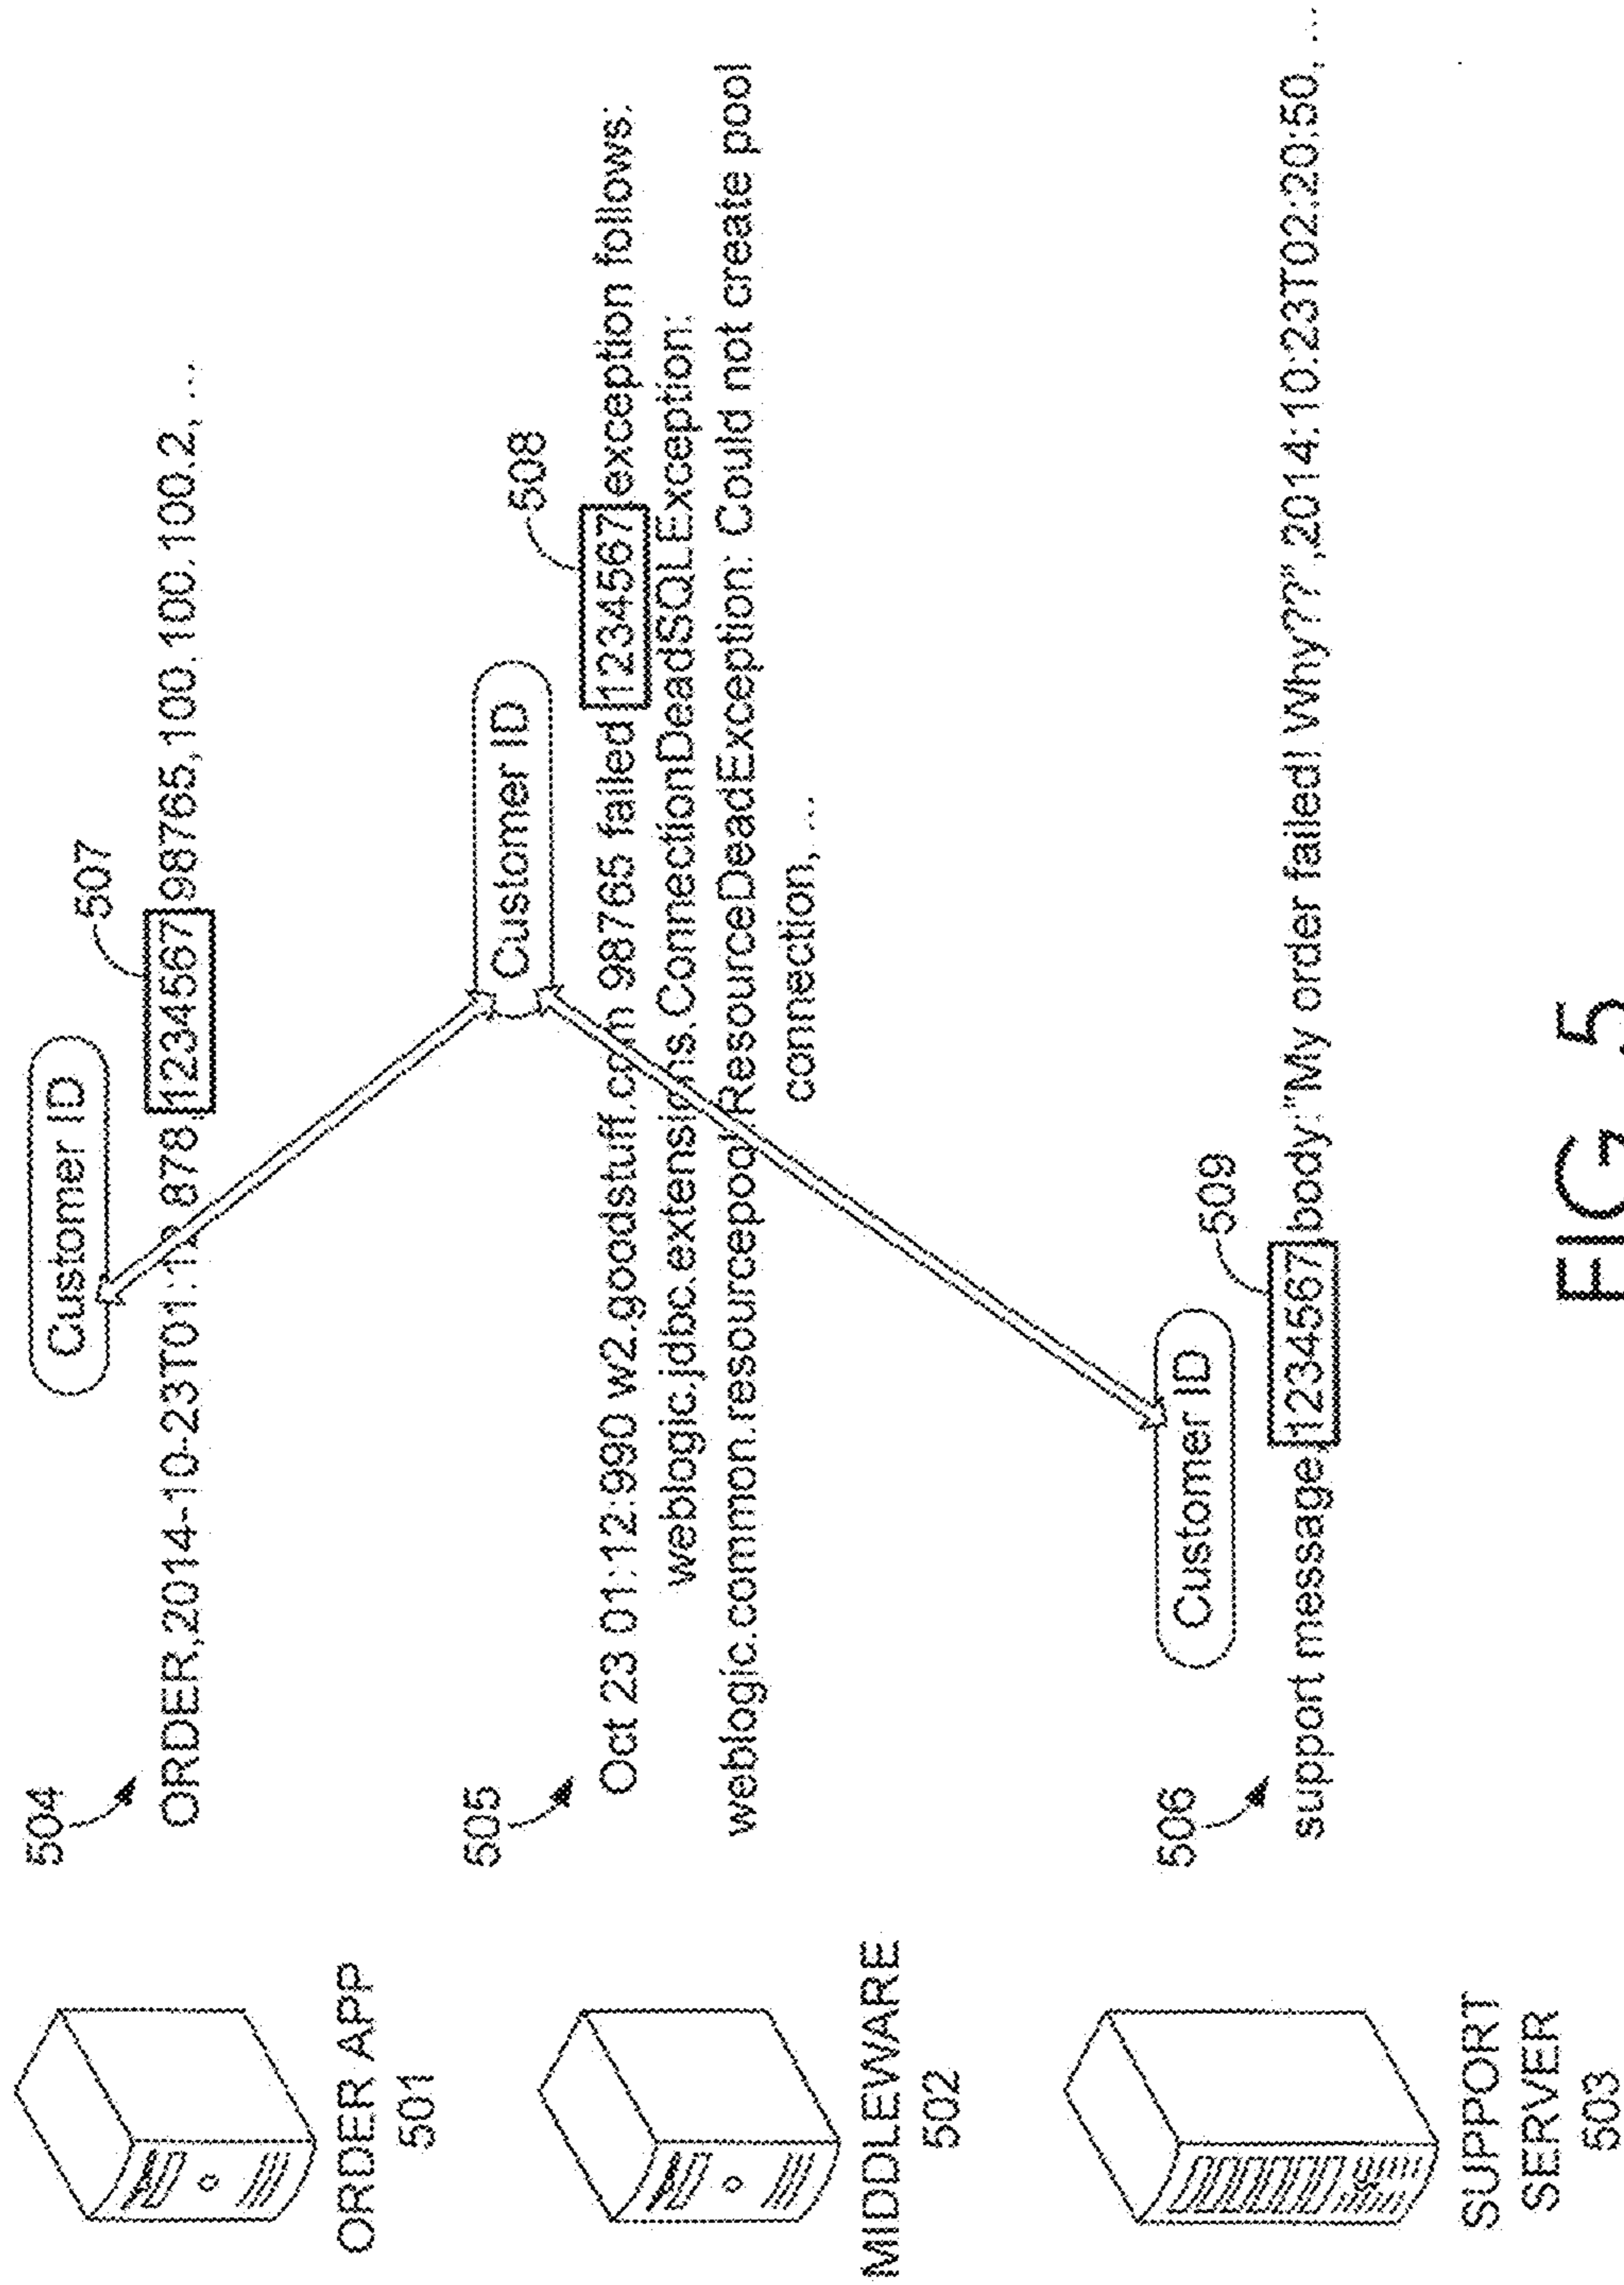 ORDER APP
501
504
Customer ID
507
ORDER,2014-10-23T01:12.878,1234567,98765,100.100.100.2, ...
MIDDLEWARE
502
505
Customer ID
508
Oct 23 01:12:990 w2.goodstuff.com 98765 failed 1234567 exception follows:
weblogic.jdbc.extensions.ConnectionDeadSQLException:
weblogic.common.resourcepool.ResourceDeadException: Could not create pool
connection, ...
SUPPORT
SERVER
503
506
Customer ID
509
support message 1234567 body:"My order failed! Why??",2014:10:23T02:20:50, ...
FIG. 5